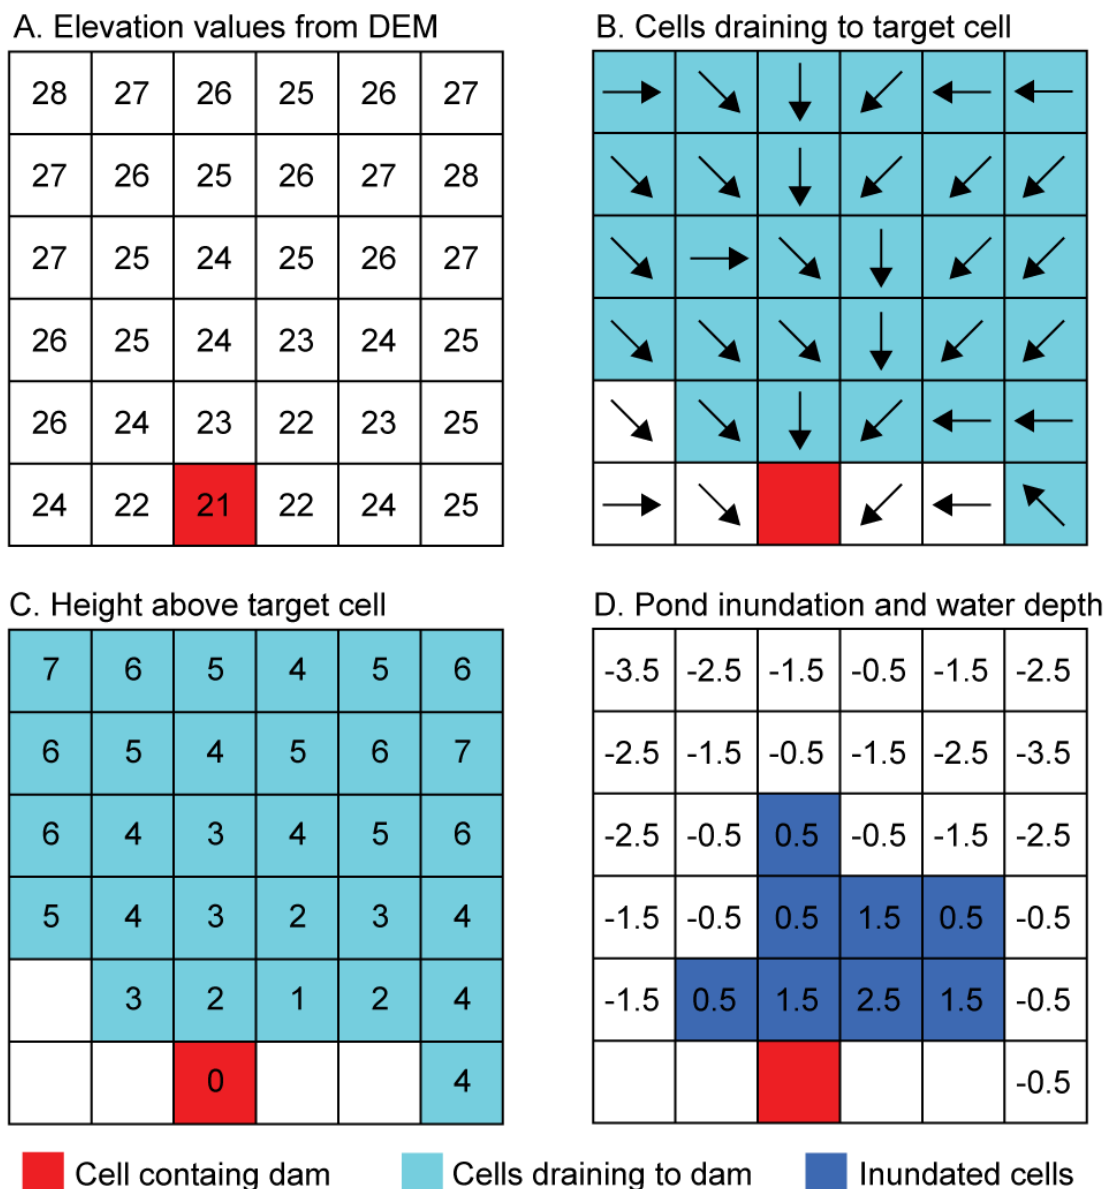 A. Elevation values from DEM
28 27 26 25 26 27
27 26 25 26 27 28
27 25 24 25 26 27
26 25 24 23 24 25
26 24 23 22 23 25
24 22 21 22 24 25
B. Cells draining to target cell
C. Height above target cell
7 6 5 4 5 6
6 5 4 5 6 7
6 4 3 4 5 6
5 4 3 2 3 4
3 2 1 2 4
0 4
D. Pond inundation and water depth
-3.5 -2.5 -1.5 -0.5 -1.5 -2.5
-2.5 -1.5 -0.5 -1.5 -2.5 -3.5
-2.5 -0.5 0.5 -0.5 -1.5 -2.5
-1.5 -0.5 0.5 1.5 0.5 -0.5
-1.5 0.5 1.5 2.5 1.5 -0.5
-0.5
Cell containg dam
Cells draining to dam
Inundated cells